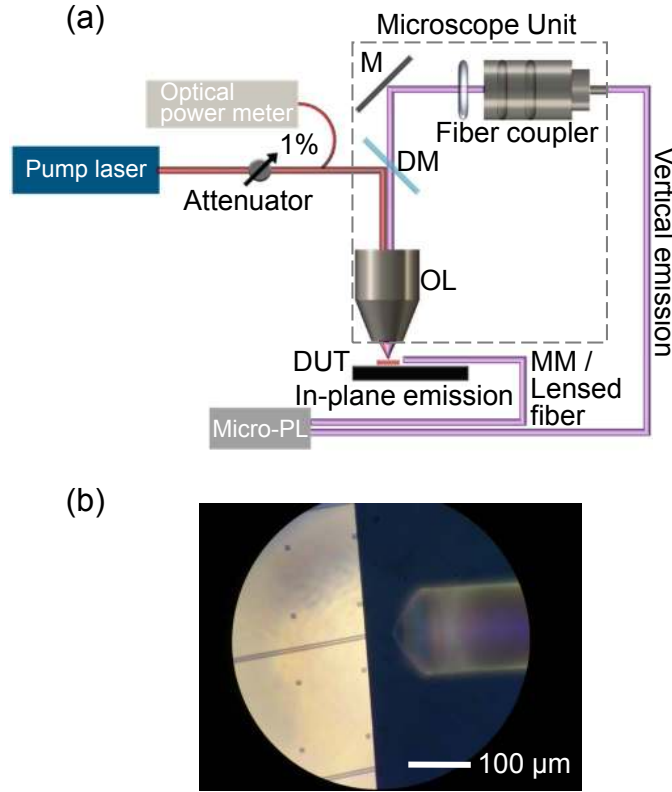 (a)
Microscope Unit
M
Optical
power meter
Fiber coupler
1%
DM
Pump laser
Attenuator
Vertical emission
OL
DUT
MM /
In-plane emission
Lensed
fiber
Micro-PL
(b)
100 μm